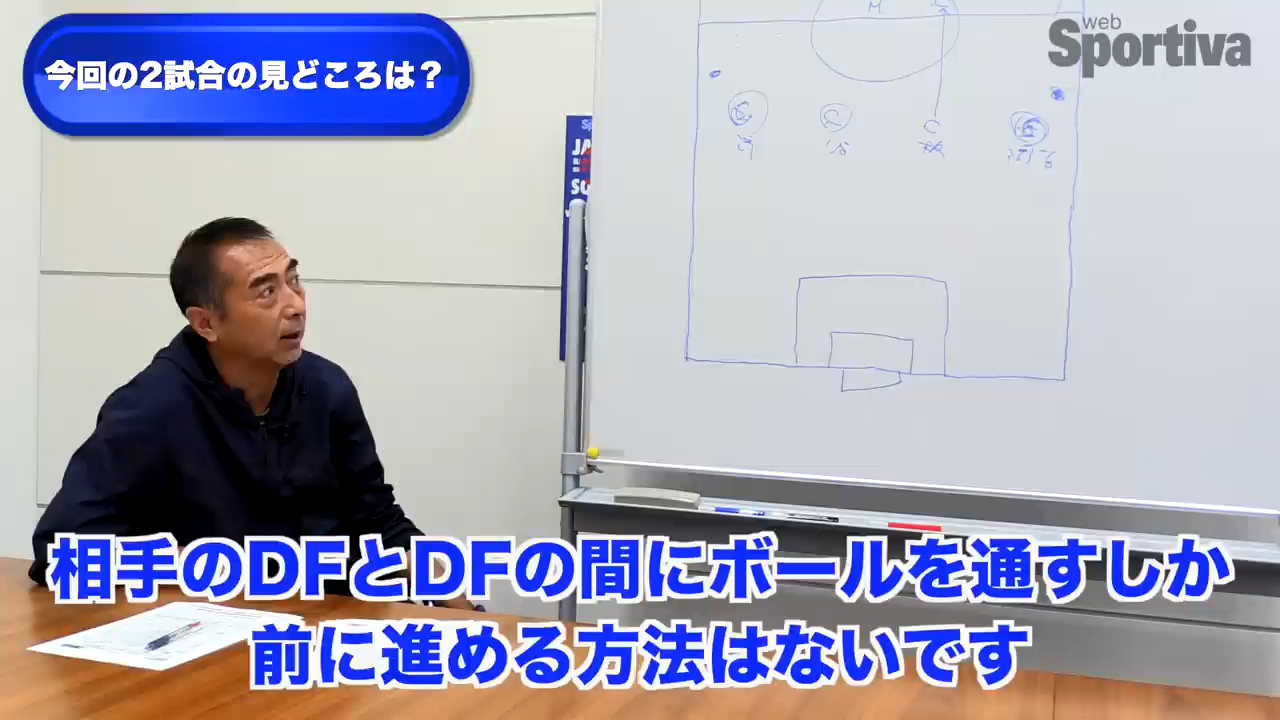 今回の2試合の見どころは？
web
Sportiva
M
C
C
相手のDFとDFの間にボールを通すしか
前に進める方法はないです